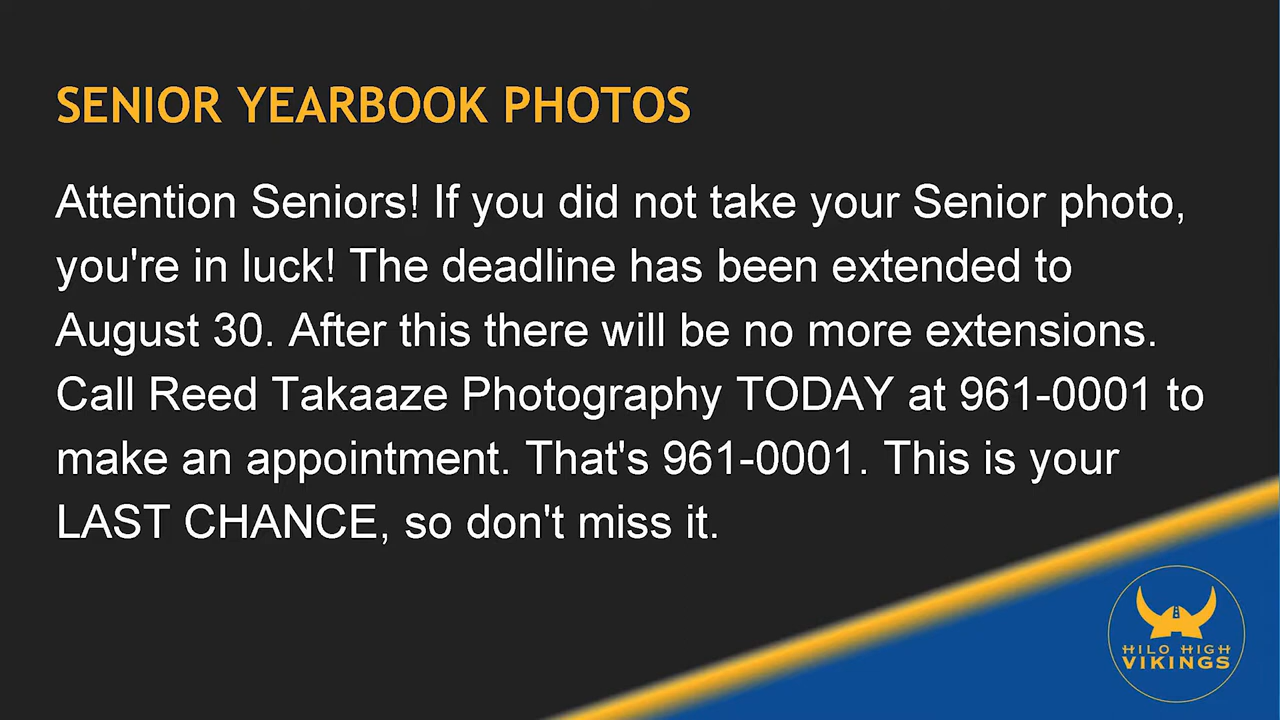 SENIOR YEARBOOK PHOTOS
Attention Seniors! If you did not take your Senior photo,
you're in luck! The deadline has been extended to
August 30. After this there will be no more extensions.
Call Reed Takaaze Photography TODAY at 961-0001 to
make an appointment. That's 961-0001. This is your
LAST CHANCE, so don't miss it.
HILO HIGH
VIKINGS